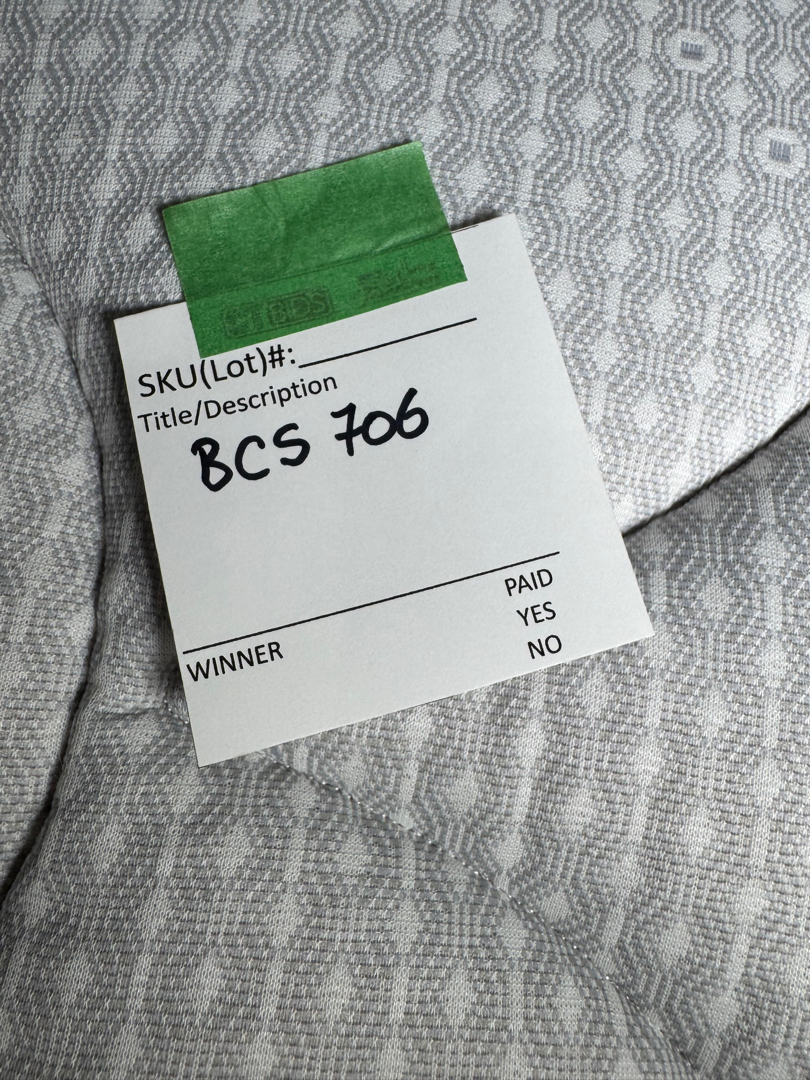 SKU(Lot)#:
Title/Description
BCS 706
PAID
YES
WINNER
NO